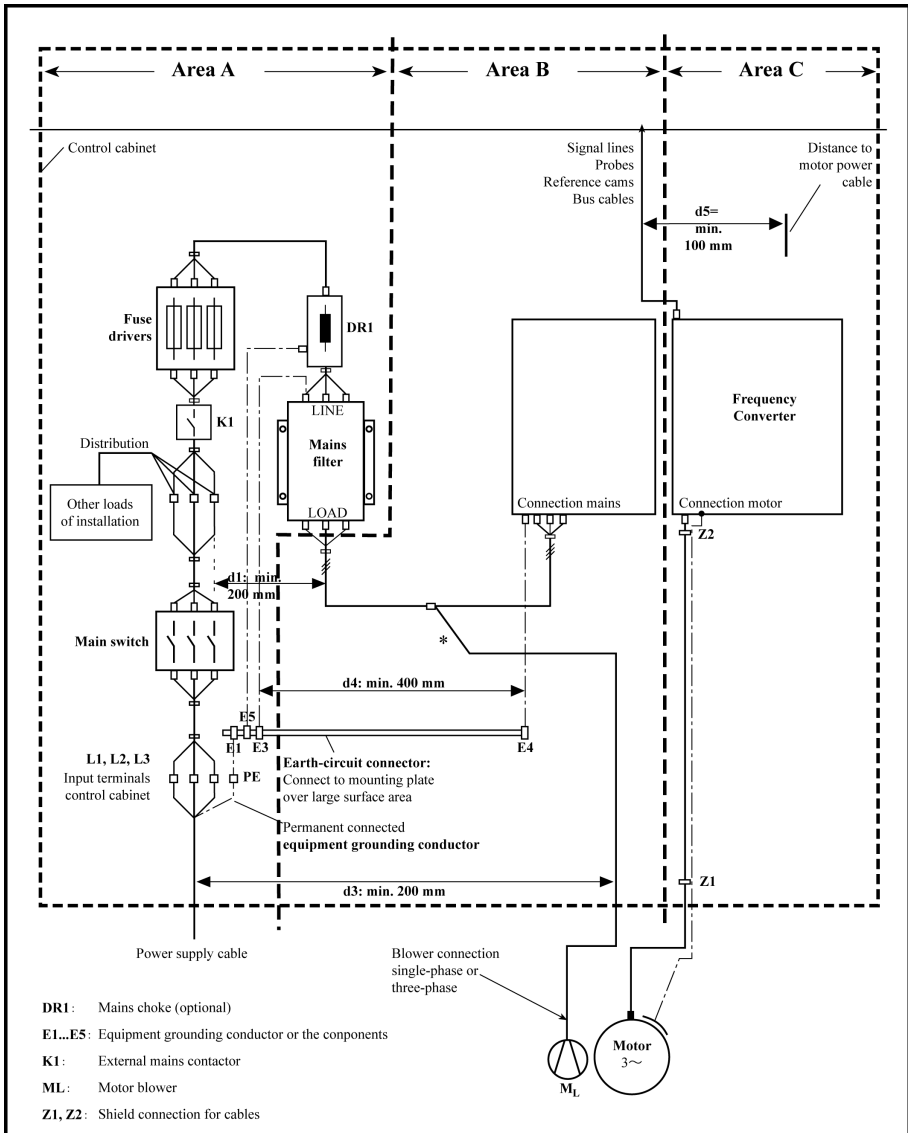 Area A
Area B
Area C
Control cabinet
Signal lines
Probes
Reference cams
Bus cables
Distance to
motor power
cable
d5=
min.
100 mm
Fuse
drivers
DR1
K1
LINE
Mains
filter
LOAD
Distribution
Other loads
of installation
Frequency
Converter
Connection mains
Connection motor
Z2
d1: min.
200 mm
Main switch
*
d4: min. 400 mm
E5
E1
E3
E4
L1, L2, L3
Input terminals
control cabinet
PE
Earth-circuit connector:
Connect to mounting plate
over large surface area
Permanent connected
equipment grounding conductor
Z1
d3: min. 200 mm
Power supply cable
Blower connection
single-phase or
three-phase
Motor
3～
ML
DR1: Mains choke (optional)
E1...E5: Equipment grounding conductor or the conponents
K1: External mains contactor
ML: Motor blower
Z1, Z2: Shield connection for cables